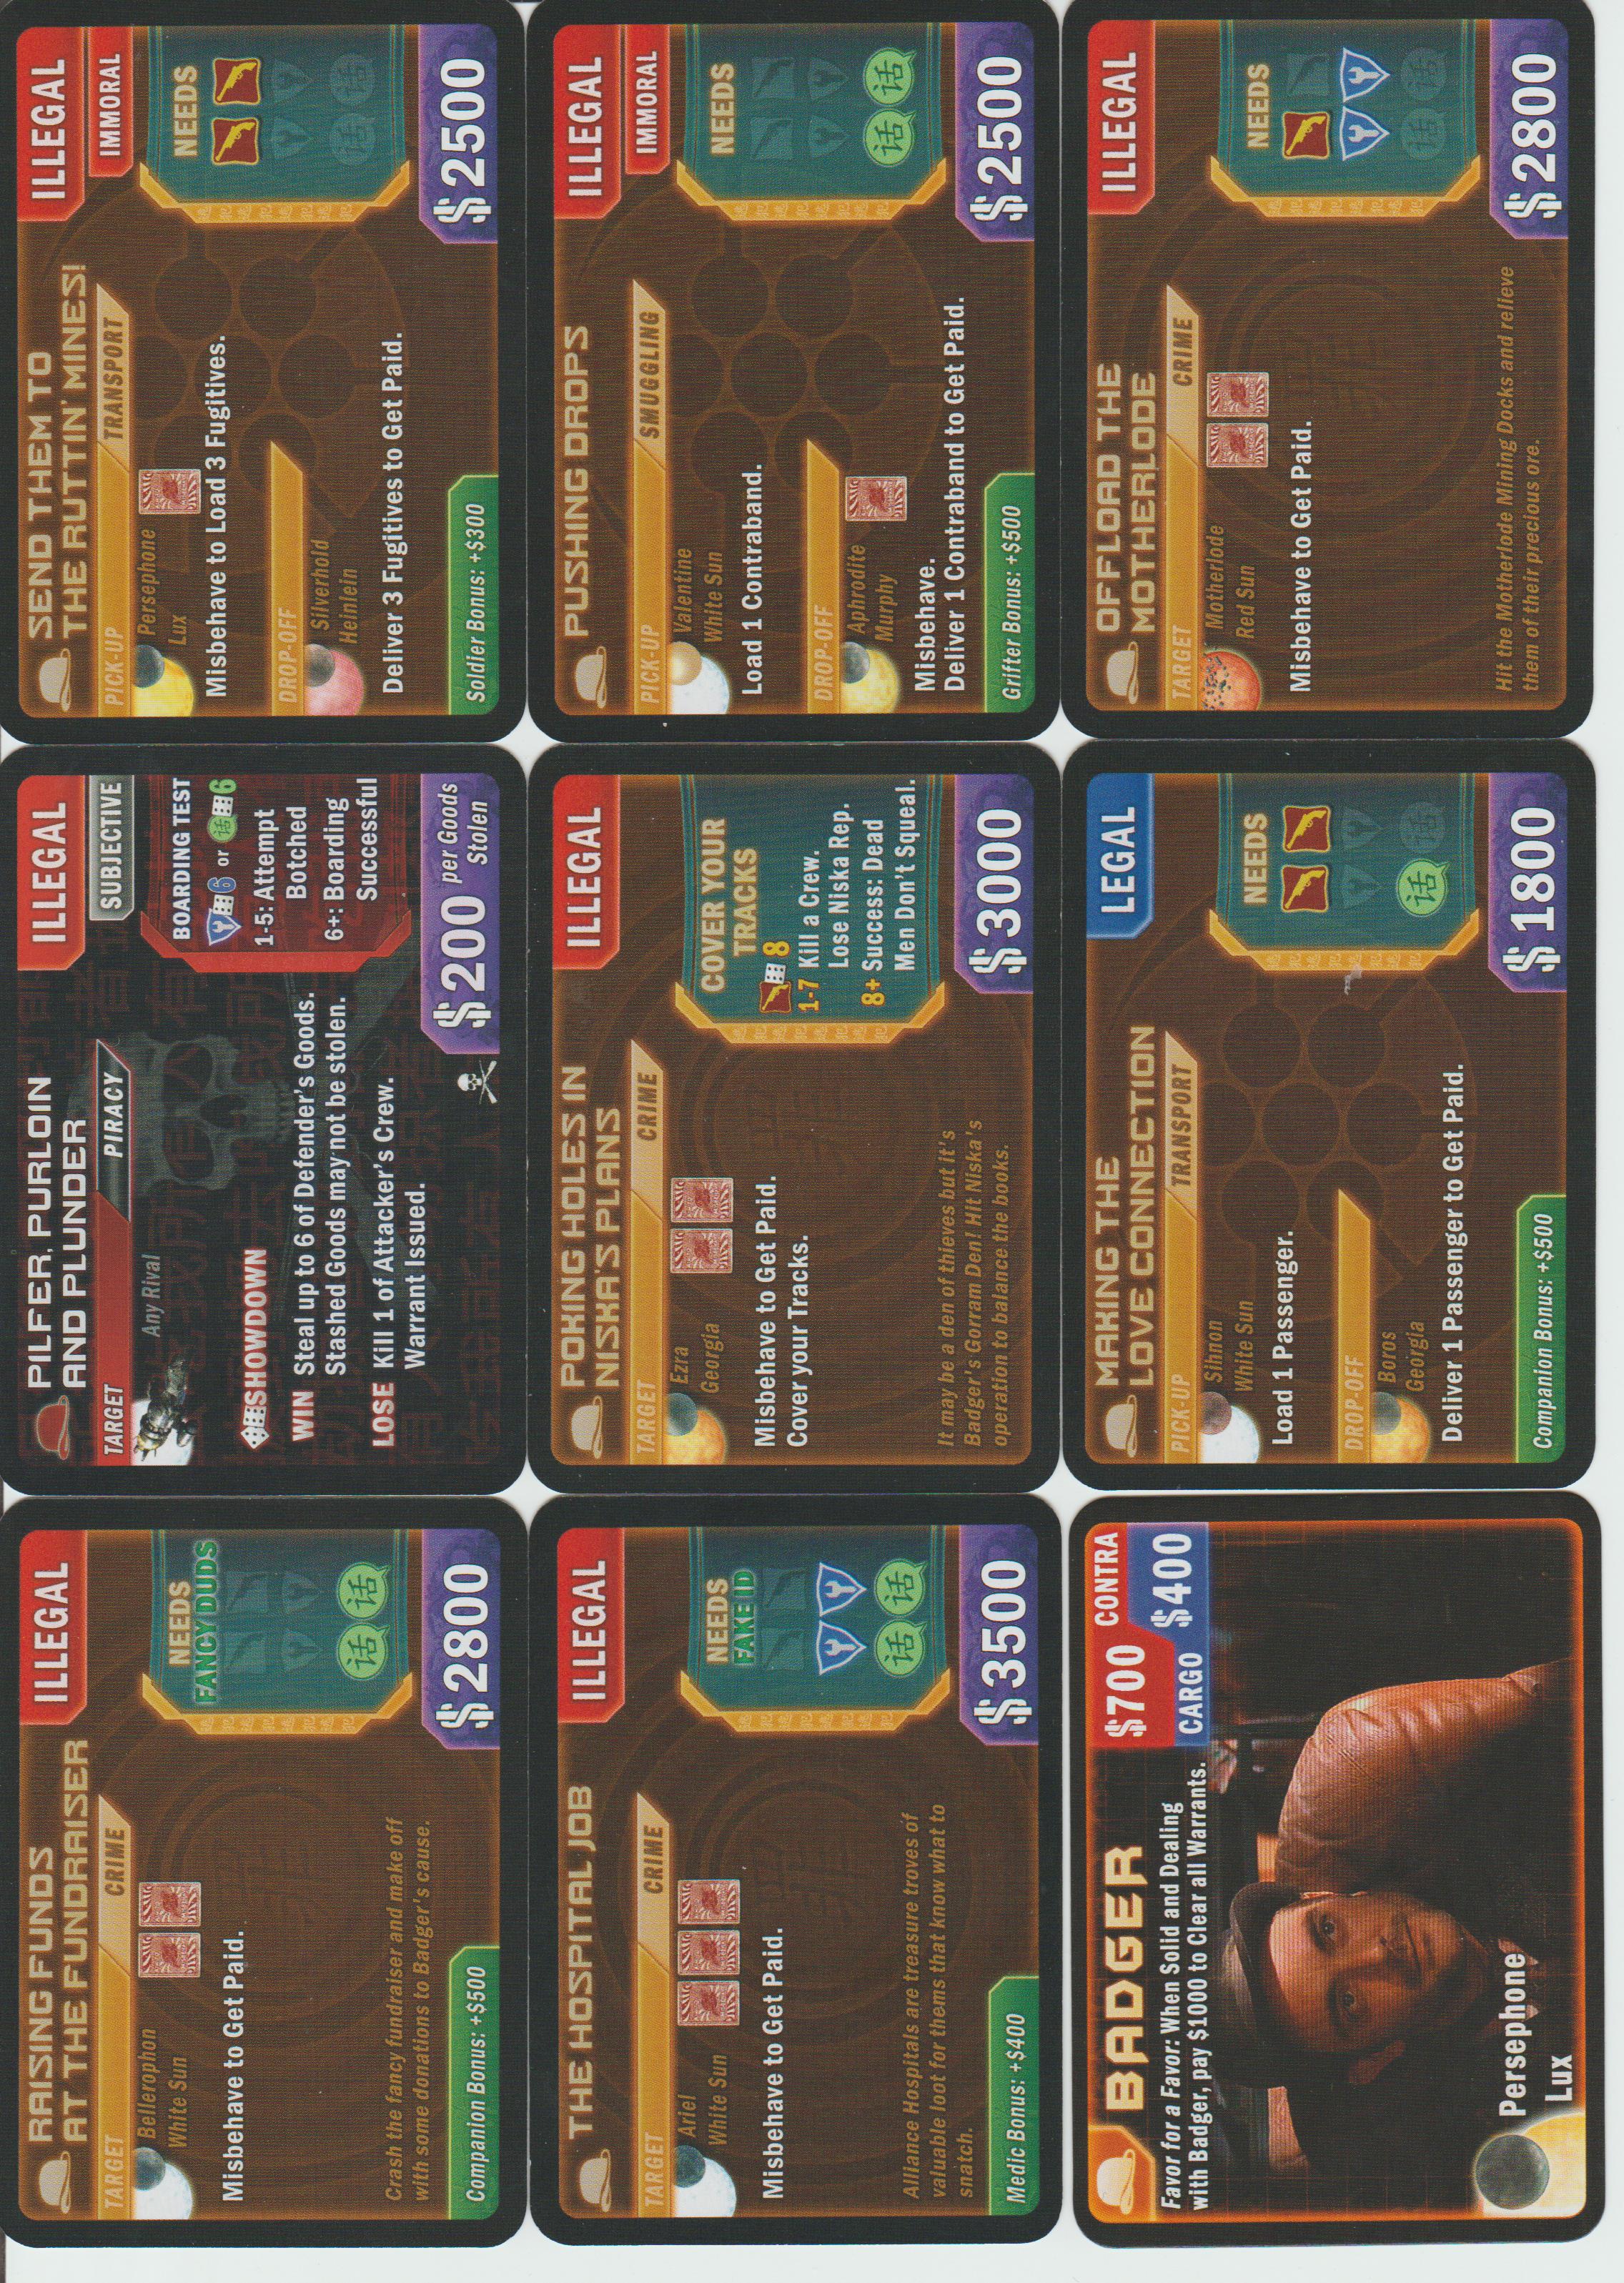 RAISING FUNDS
AT THE FUNDRAISER
ILLEGAL
TARGET
CRIME
Bellerophon
White Sun
NEEDS
FANCY DUDS
话 话
Misbehave to Get Paid.
Crash the fancy fundraiser and make off
with some donations to Badger's cause.
Companion Bonus: +$500
$2800
PILFER, PURLOIN
AND PLUNDER
ILLEGAL
SUBJECTIVE
TARGET
PIRACY
Any Rival
BOARDING TEST
6 or 话 6
1-5: Attempt
Botched
6+: Boarding
Successful
SHOWDOWN
WIN Steal up to 6 of Defender's Goods.
Stashed Goods may not be stolen.
LOSE Kill 1 of Attacker's Crew.
Warrant Issued.
$200 per Goods
Stolen
SEND THEM TO
THE RUTTIN' MINES!
ILLEGAL
IMMORAL
PICK-UP
TRANSPORT
Persephone
Lux
NEEDS
话 话
Misbehave to Load 3 Fugitives.
DROP-OFF
Silverhold
Heinlein
Deliver 3 Fugitives to Get Paid.
Soldier Bonus: +$300
$2500
THE HOSPITAL JOB
ILLEGAL
TARGET
CRIME
Ariel
White Sun
NEEDS
FAKE ID
话 话
Misbehave to Get Paid.
Alliance Hospitals are treasure troves of
valuable loot for thems that know what to
snatch.
Medic Bonus: +$400
$3500
POKING HOLES IN
NISKA'S PLANS
ILLEGAL
TARGET
CRIME
Ezra
Georgia
COVER YOUR
TRACKS
8
1-7 Kill a Crew.
Lose Niska Rep.
8+ Success: Dead
Men Don't Squeal.
Misbehave to Get Paid.
Cover your Tracks.
It may be a den of thieves but it's
Badger's Gorram Den! Hit Niska's
operation to balance the books.
$3000
PUSHING DROPS
ILLEGAL
IMMORAL
PICK-UP
SMUGGLING
Valentine
White Sun
NEEDS
话 话
Load 1 Contraband.
DROP-OFF
Aphrodite
Murphy
Misbehave.
Deliver 1 Contraband to Get Paid.
Grifter Bonus: +$500
$2500
BADGER
$700 CONTRA
CARGO $400
Favor for a Favor: When Solid and Dealing
with Badger, pay $1000 to Clear all Warrants.
Persephone
Lux
MAKING THE
LOVE CONNECTION
LEGAL
PICK-UP
TRANSPORT
Sihnon
White Sun
NEEDS
话 话
Load 1 Passenger.
DROP-OFF
Boros
Georgia
Deliver 1 Passenger to Get Paid.
Companion Bonus: +$500
$1800
OFFLOAD THE
MOTHERLODE
ILLEGAL
TARGET
CRIME
Motherlode
Red Sun
NEEDS
话 话
Misbehave to Get Paid.
Hit the Motherlode Mining Docks and relieve
them of their precious ore.
$2800